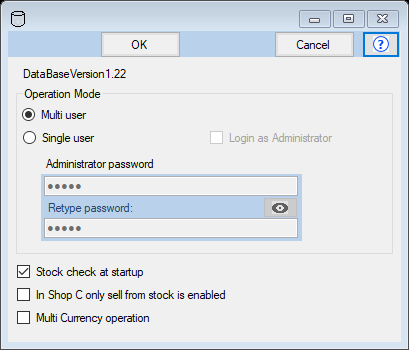 OK Cancel ?
DataBaseVersion1.22
Operation Mode
Multi user
Single user Login as Administrator
Administrator password
•••••
Retype password:
•••••
Stock check at startup
In Shop C only sell from stock is enabled
Multi Currency operation